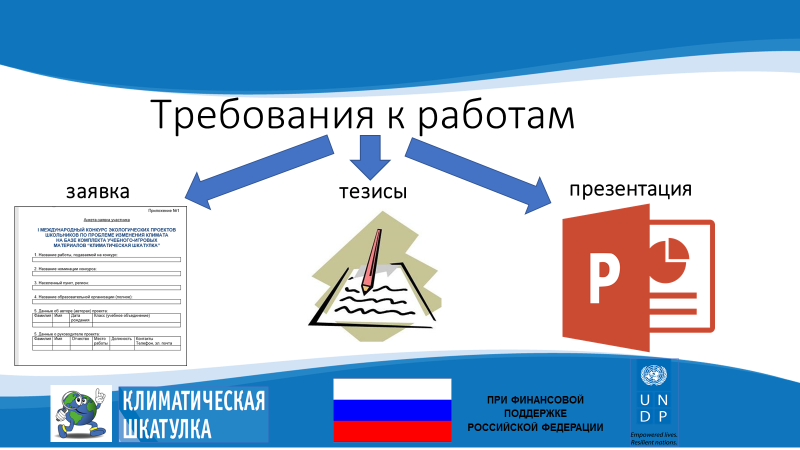 Требования к работам
заявка
тезисы
презентация
Приложение №1
Анкета-заявка участника
I МЕЖДУНАРОДНЫЙ КОНКУРС ЭКОЛОГИЧЕСКИХ ПРОЕКТОВ
ШКОЛЬНИКОВ ПО ПРОБЛЕМЕ ИЗМЕНЕНИЯ КЛИМАТА
НА БАЗЕ КОМПЛЕКТА УЧЕБНО-ИГРОВЫХ
МАТЕРИАЛОВ "КЛИМАТИЧЕСКАЯ ШКАТУЛКА"
1. Название работы, подаваемой на конкурс
2. Название номинации конкурса:
3. Населенный пункт, регион:
4. Название образовательной организации (полное):
5. Данные об авторе (авторах) проекта:
Фамилия Имя Дата Класс (учебное объединение)
рождения
6. Данные о руководителе проекта:
Фамилия Имя Отчество Место Должность Контакты
работы Телефон, эл. почта
P
КЛИМАТИЧЕСКАЯ
ШКАТУЛКА
ПРИ ФИНАНСОВОЙ
ПОДДЕРЖКЕ
РОССИЙСКОЙ ФЕДЕРАЦИИ
U N
D P
Empowered lives.
Resilient nations.